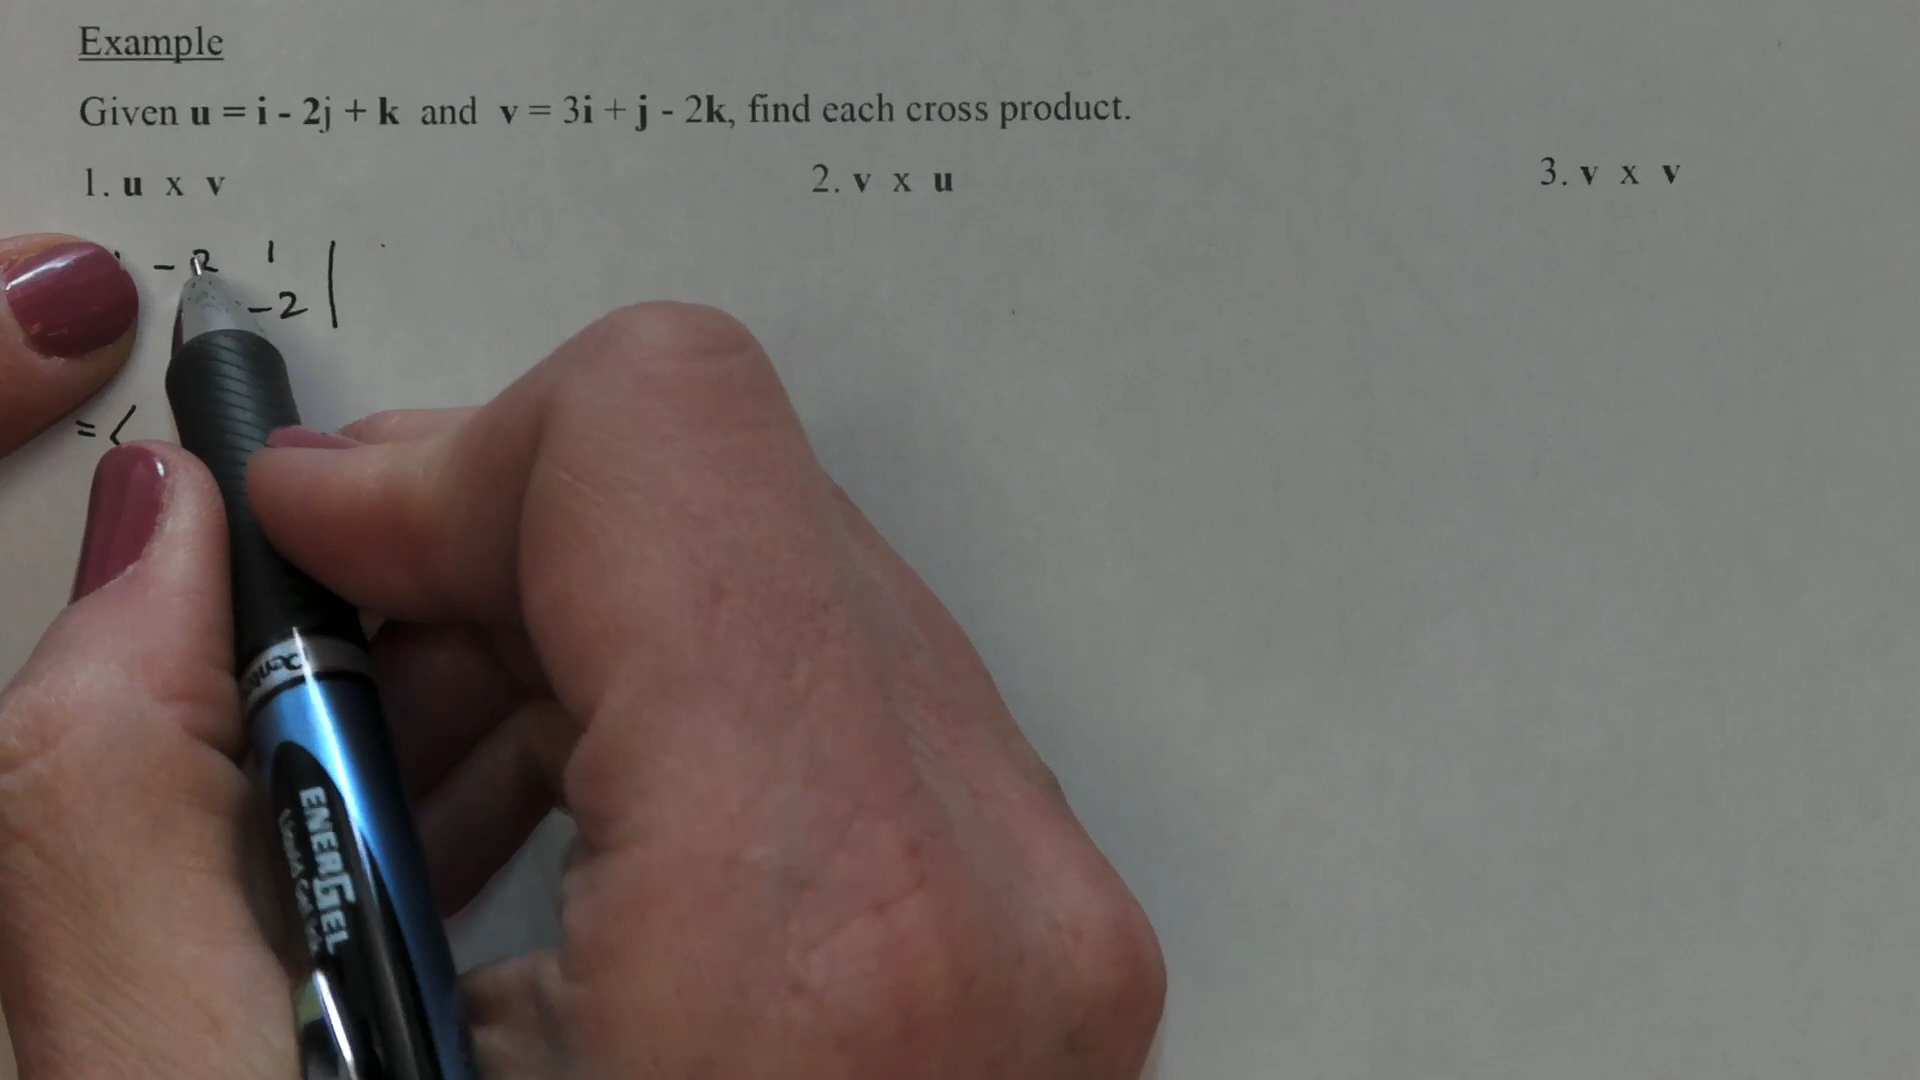 Example
Given u = i - 2j + k and v = 3i + j - 2k, find each cross product.
1. u x v
2. v x u
3. v x v
-2 1 |
-2 |
= <
ENERGEL